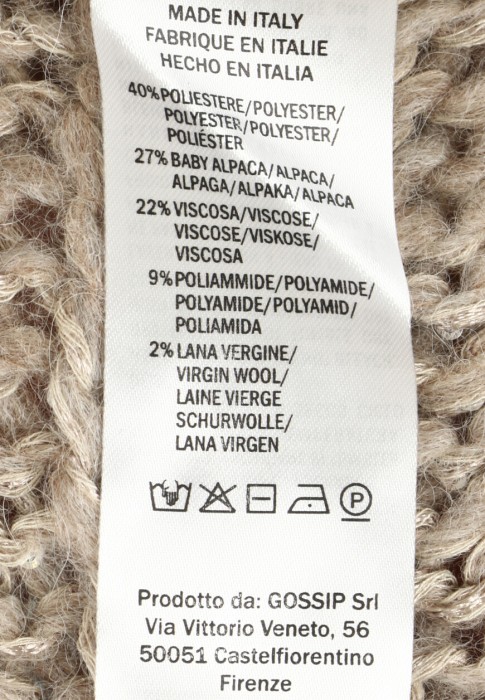 MADE IN ITALY
FABRIQUE EN ITALIE
HECHO EN ITALIA
40% POLIESTERE/POLYESTER/
POLYESTER/POLYESTER/
POLIÉSTER
27% BABY ALPACA/ALPACA/
ALPAGA/ALPAKA/ALPACA
22% VISCOSA/VISCOSE/
VISCOSE/VISKOSE/
VISCOSA
9% POLIAMMIDE/POLYAMIDE/
POLYAMIDE/POLYAMID/
POLIAMIDA
2% LANA VERGINE/
VIRGIN WOOL/
LAINE VIERGE
SCHURWOLLE/
LANA VIRGEN
P
Prodotto da: GOSSIP Srl
Via Vittorio Veneto, 56
50051 Castelfiorentino
Firenze